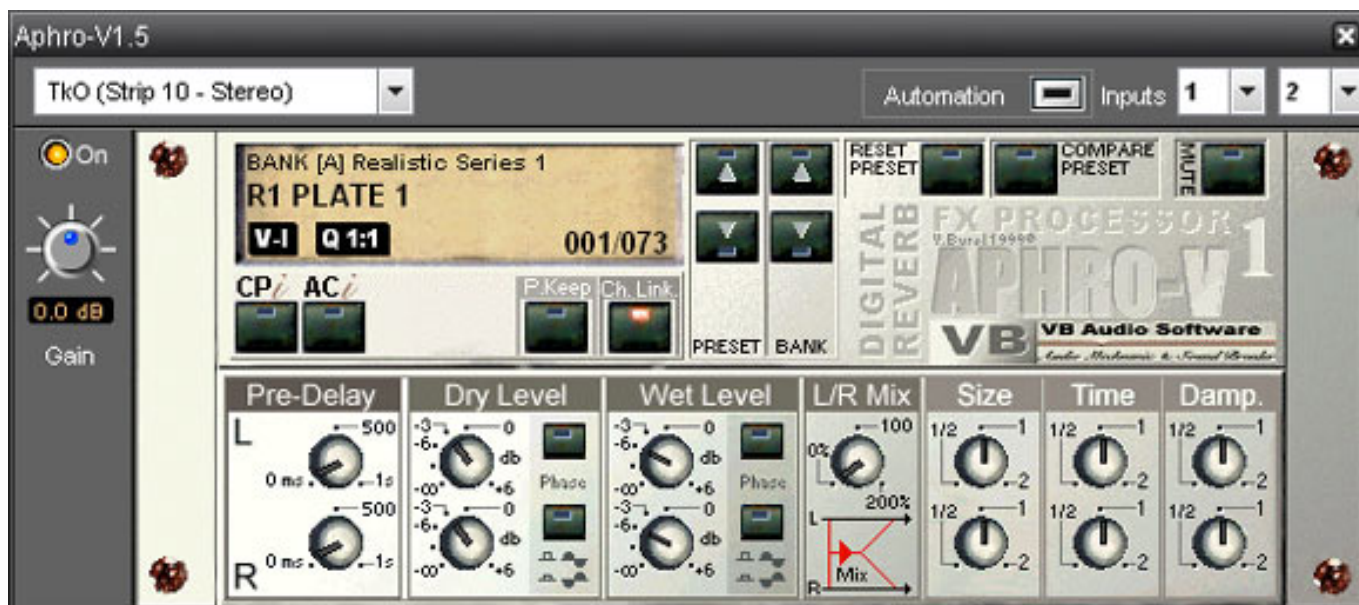 Aphro-V1.5
TkO (Strip 10 - Stereo)
Automation
Inputs 1 2
On
0.0 dB
Gain
BANK [A] Realistic Series 1
R1 PLATE 1
V-I Q 1:1 001/073
CPi ACi P.Keep Ch. Link.
PRESET BANK
RESET PRESET
COMPARE PRESET
MUTE
DIGITAL REVERB
FX PROCESSOR 1
V.Burel 1999©
APHRO-V
VB VB Audio Software
Pre-Delay Dry Level Wet Level L/R Mix Size Time Damp.
L 500 -3 0 -3 0 100 1/2 1 1/2 1 1/2 1
-6 db -6 db 0%
0 ms 1s -∞ +6 Phase -∞ +6 Phase 200% 2 2 2
500 -3 0 -3 0 L 1/2 1 1/2 1 1/2 1
-6 db -6 db
R 0 ms 1s -∞ +6 -∞ +6 R Mix 2 2 2